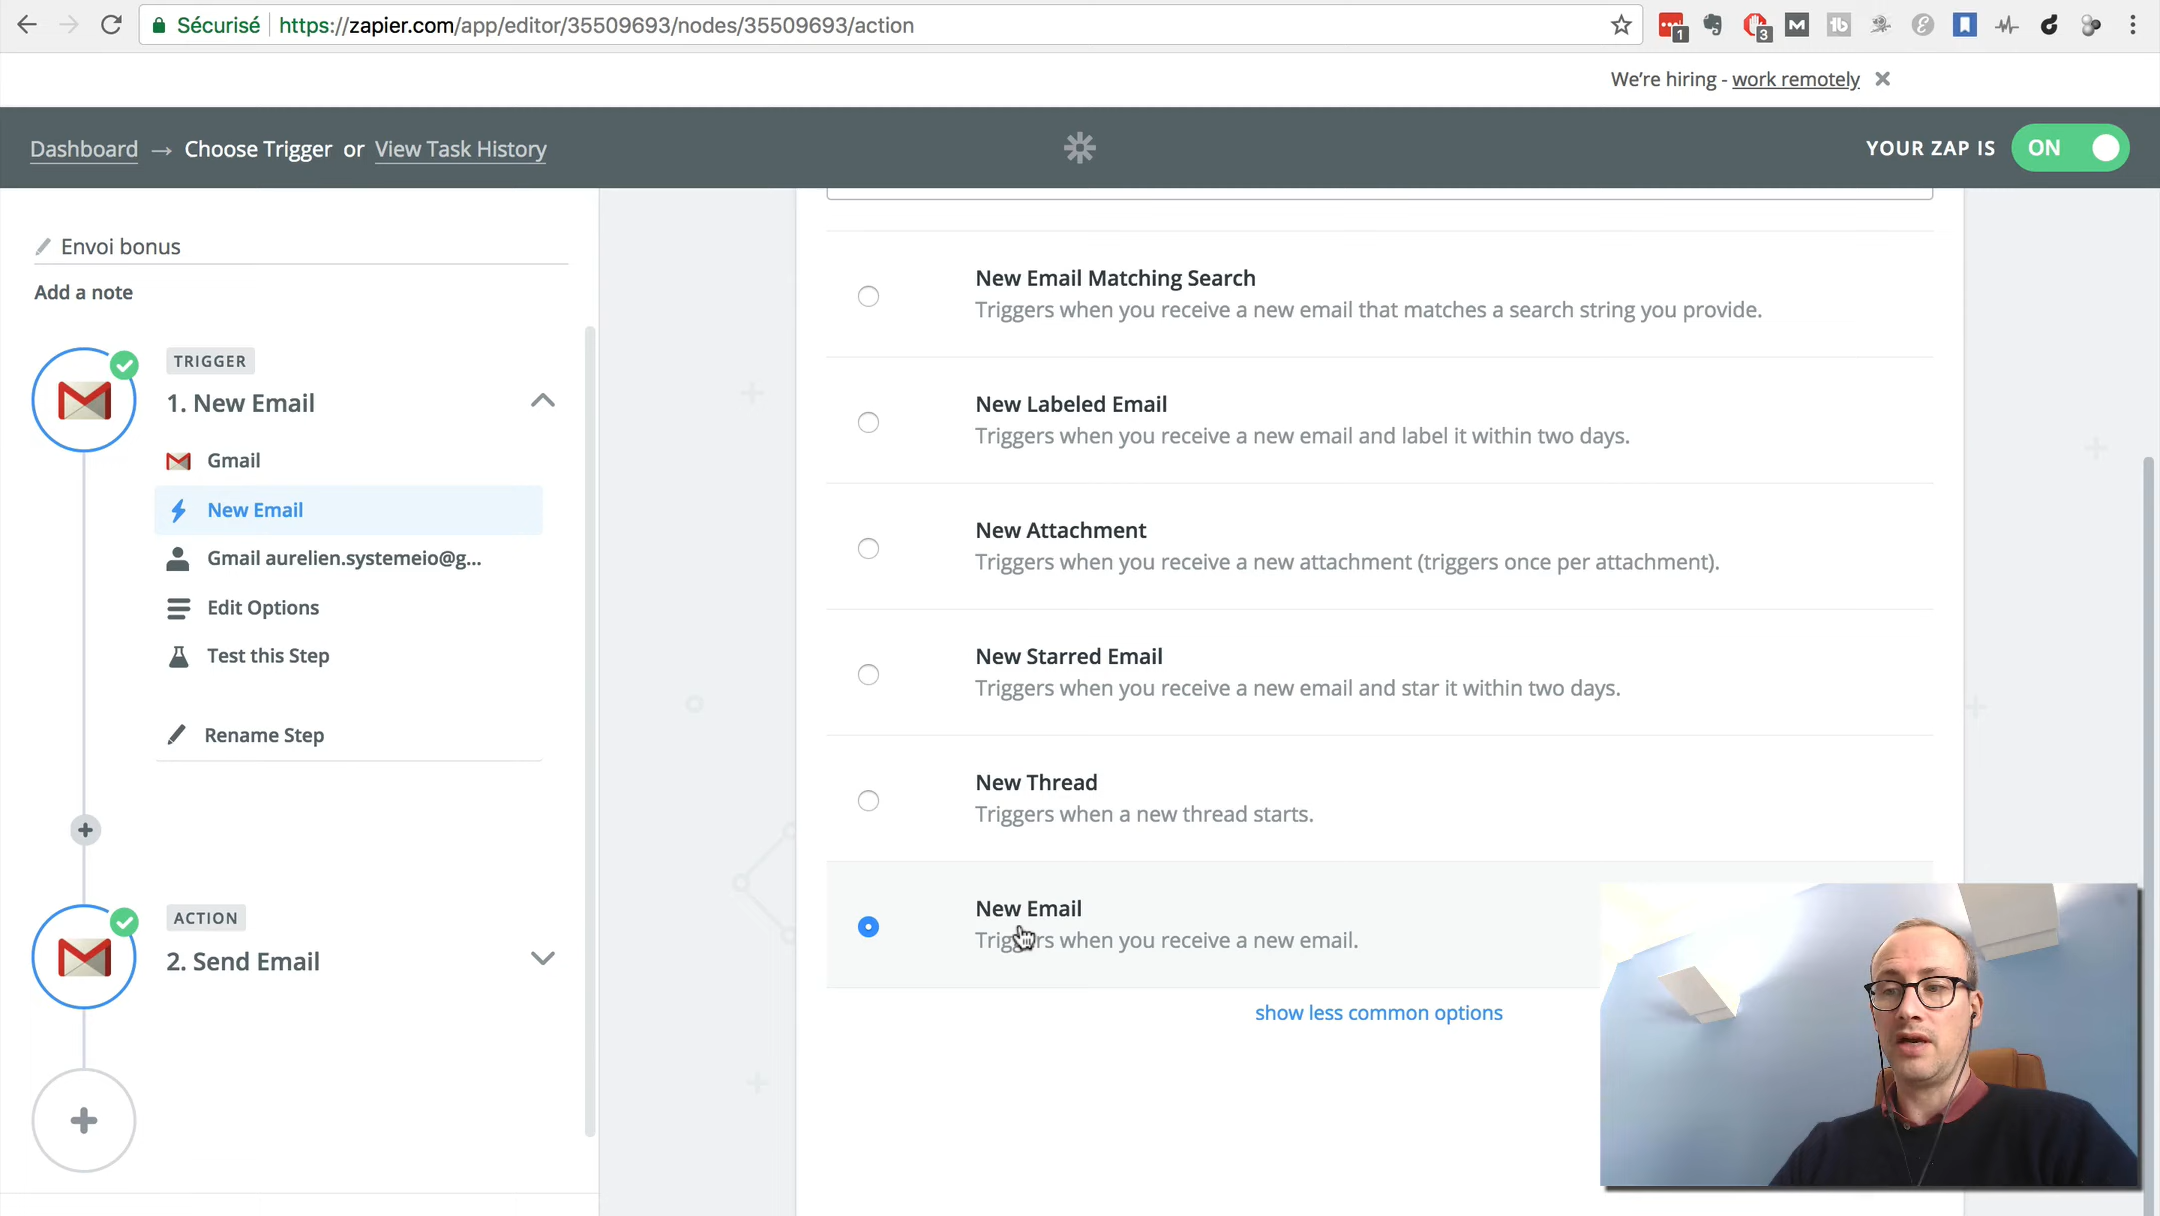 Sécurisé https://zapier.com/app/editor/35509693/nodes/35509693/action
1
3
M
We're hiring - work remotely
Dashboard → Choose Trigger or View Task History
YOUR ZAP IS ON
Envoi bonus
Add a note
TRIGGER
1. New Email
Gmail
New Email
Gmail aurelien.systemeio@g...
Edit Options
Test this Step
Rename Step
ACTION
2. Send Email
New Email Matching Search
Triggers when you receive a new email that matches a search string you provide.
New Labeled Email
Triggers when you receive a new email and label it within two days.
New Attachment
Triggers when you receive a new attachment (triggers once per attachment).
New Starred Email
Triggers when you receive a new email and star it within two days.
New Thread
Triggers when a new thread starts.
New Email
Triggers when you receive a new email.
show less common options